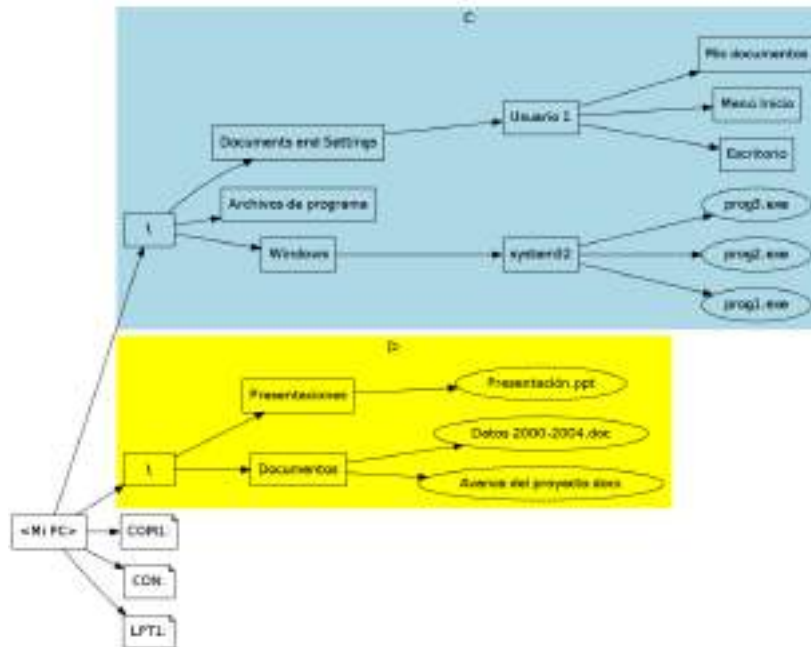 C:
Mis documentos
Menú Inicio
Escritorio
Usuario 1
Documents and Settings
Archivos de programa
\
Windows
system32
prog3.exe
prog2.exe
prog1.exe
D:
Presentaciones
Presentación.ppt
Datos 2000-2004.doc
\
Documentos
Avance del proyecto.docx
<Mi PC>
COM1:
CON:
LPT1: